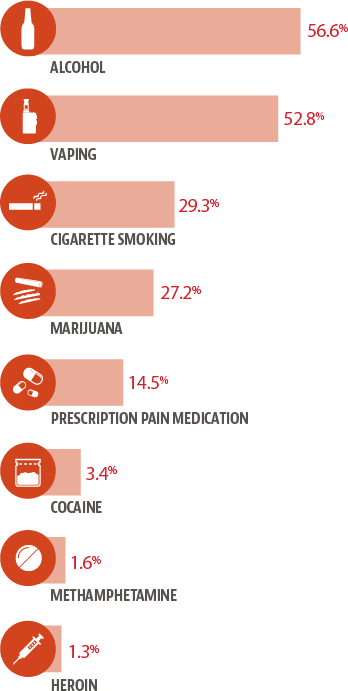 56.6%
ALCOHOL
52.8%
VAPING
29.3%
CIGARETTE SMOKING
27.2%
MARIJUANA
14.5%
PRESCRIPTION PAIN MEDICATION
3.4%
COCAINE
1.6%
METHAMPHETAMINE
1.3%
HEROIN